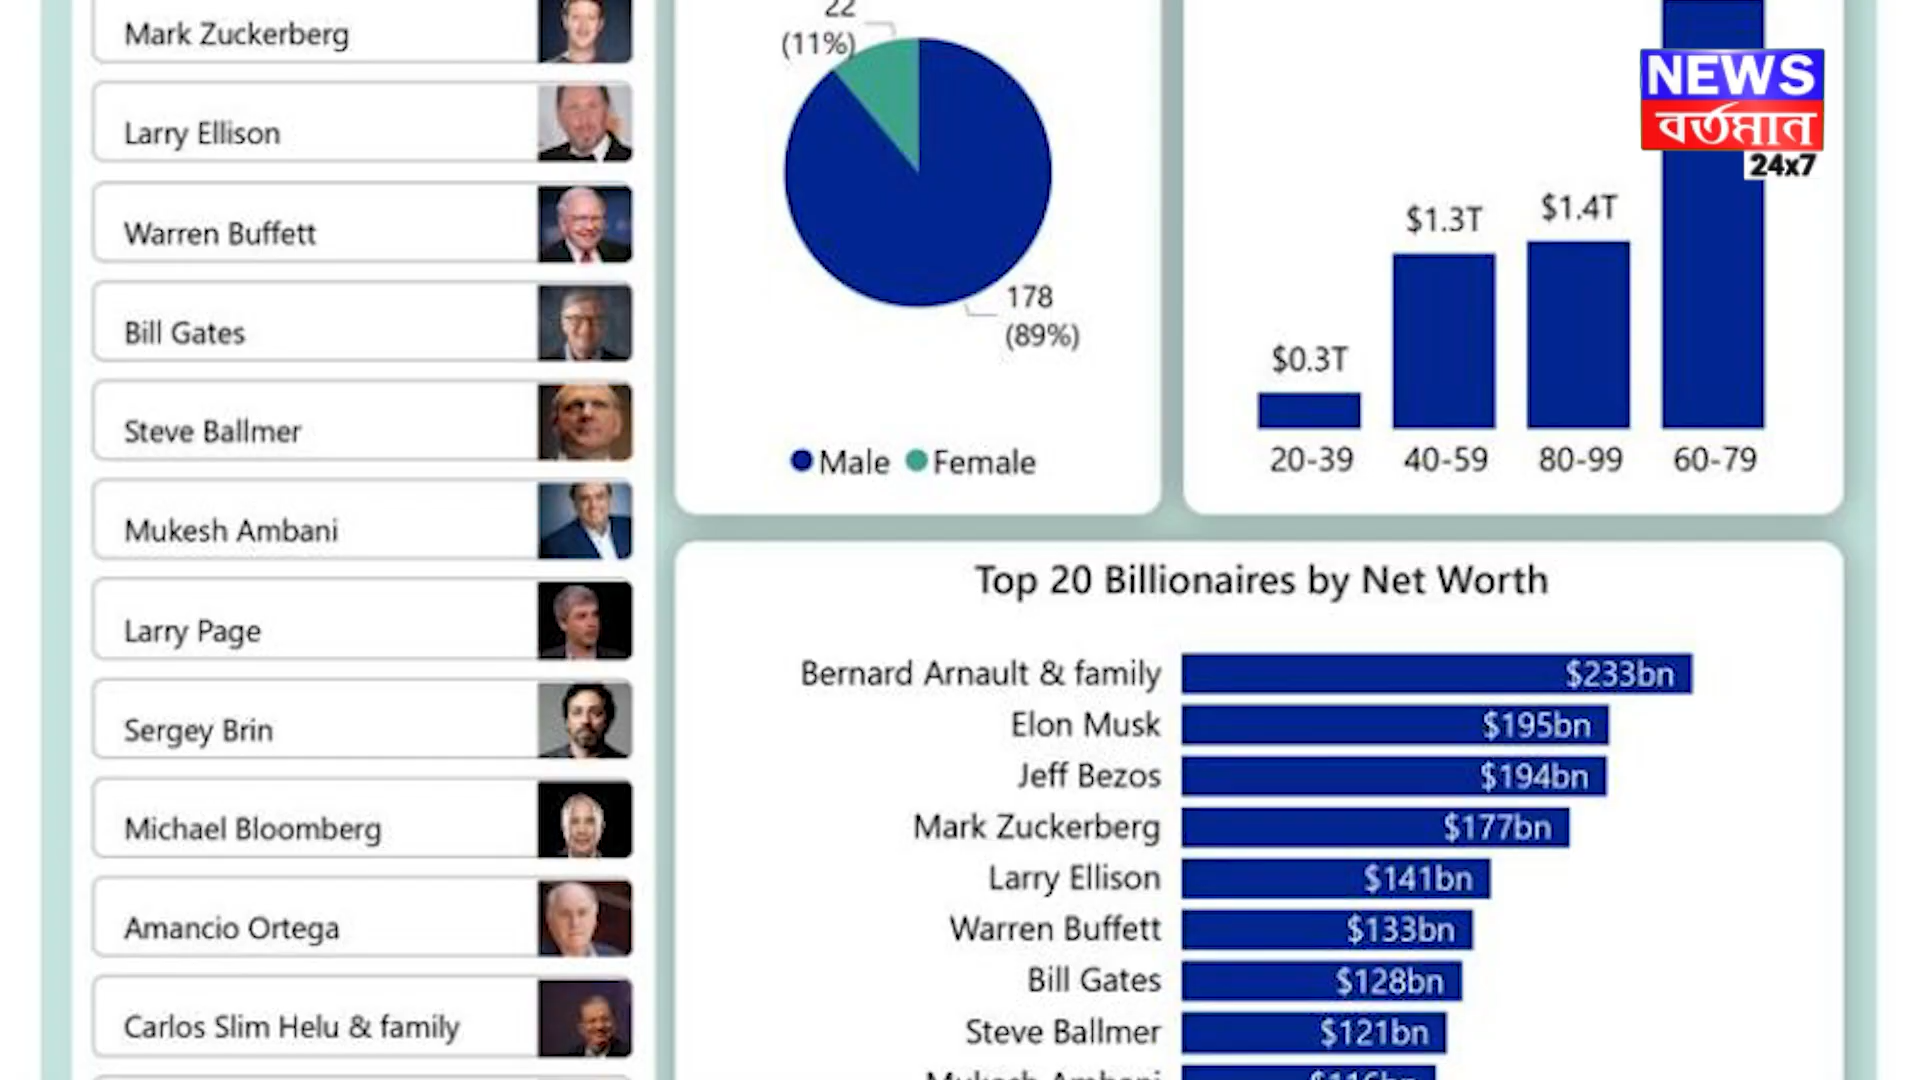 Mark Zuckerberg
Larry Ellison
Warren Buffett
Bill Gates
Steve Ballmer
Mukesh Ambani
Larry Page
Sergey Brin
Michael Bloomberg
Amancio Ortega
Carlos Slim Helu & family
22
(11%)
178
(89%)
Male Female
$0.3T
$1.3T
$1.4T
20-39 40-59 80-99 60-79
NEWS
বর্তমান
24x7
Top 20 Billionaires by Net Worth
Bernard Arnault & family $233bn
Elon Musk $195bn
Jeff Bezos $194bn
Mark Zuckerberg $177bn
Larry Ellison $141bn
Warren Buffett $133bn
Bill Gates $128bn
Steve Ballmer $121bn
Mukesh Ambani $116bn